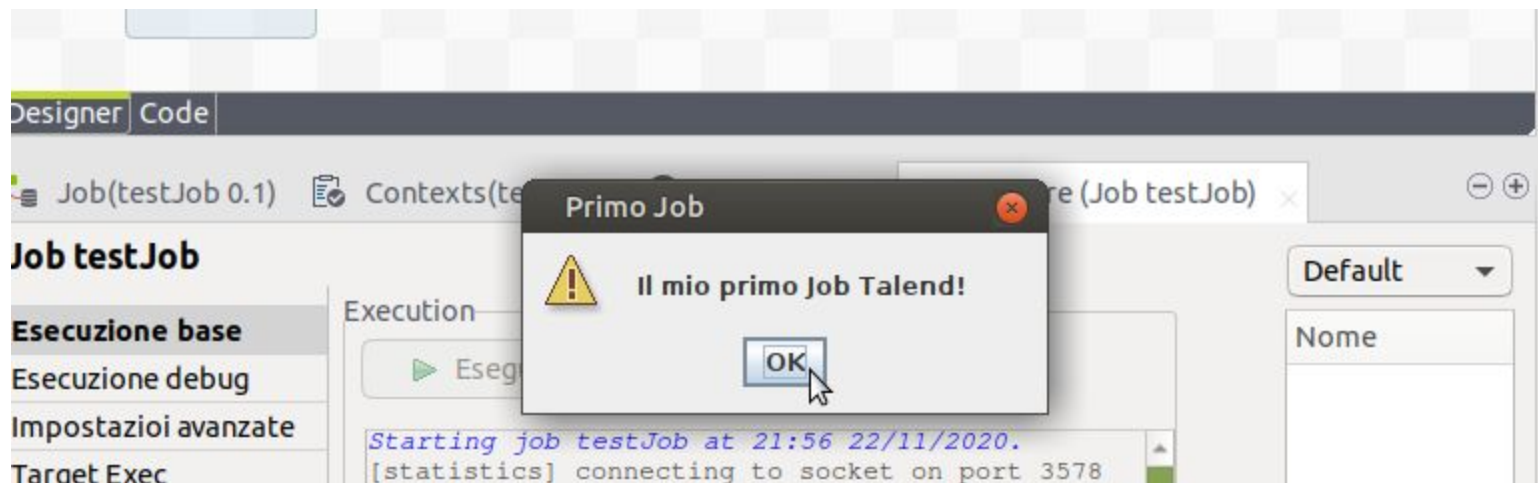 Designer Code
Job(testJob 0.1) Contexts(te
re (Job testJob)
Primo Job
Il mio primo Job Talend!
OK
Job testJob
Default
Nome
Esecuzione base
Esecuzione debug
Impostazioi avanzate
Target Exec
Execution
Eseg
Starting job testJob at 21:56 22/11/2020.
[statistics] connecting to socket on port 3578